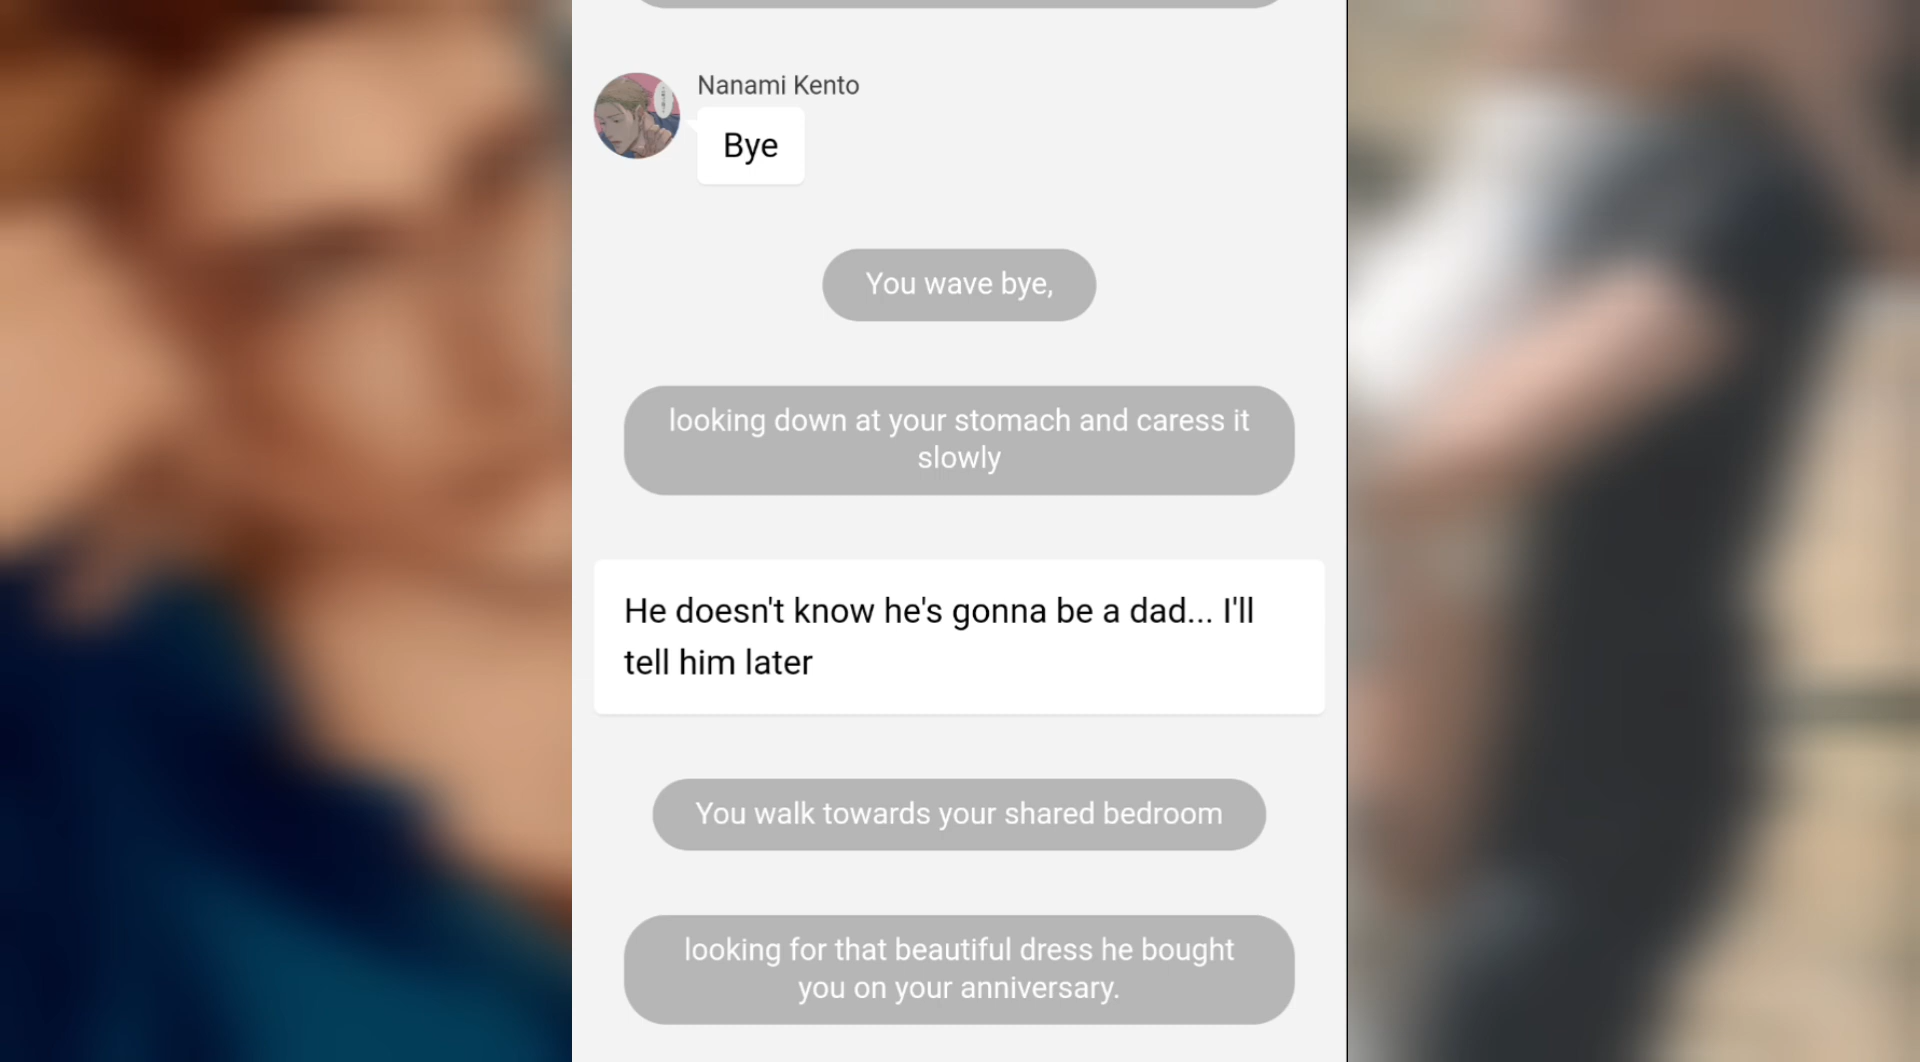 Nanami Kento
Bye
You wave bye,
looking down at your stomach and caress it
slowly
He doesn't know he's gonna be a dad... I'll
tell him later
You walk towards your shared bedroom
looking for that beautiful dress he bought
you on your anniversary.